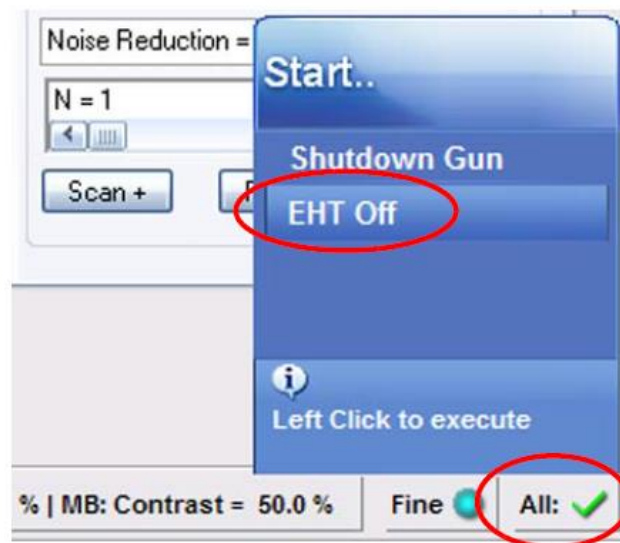 Noise Reduction =
N = 1
Scan +
Start..
Shutdown Gun
EHT Off
Left Click to execute
% | MB: Contrast = 50.0 %
Fine
All: